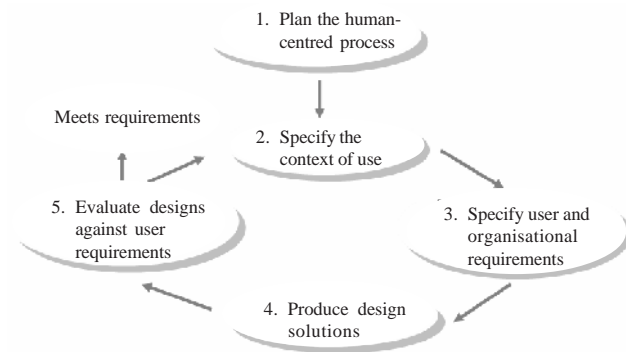 1. Plan the human-
centred process
Meets requirements
2. Specify the
context of use
5. Evaluate designs
against user
requirements
3. Specify user and
organisational
requirements
4. Produce design
solutions